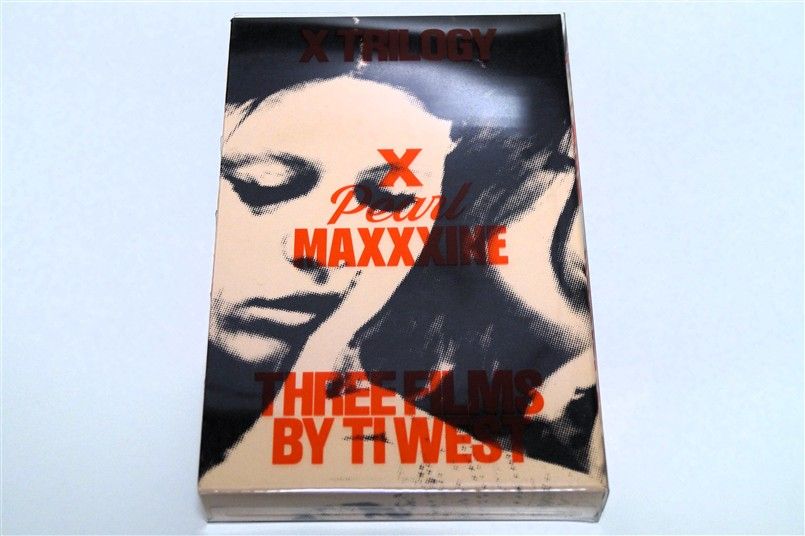 X TRILOGY
X
Pearl
MAXXXINE
THREE FILMS
BY TI WEST